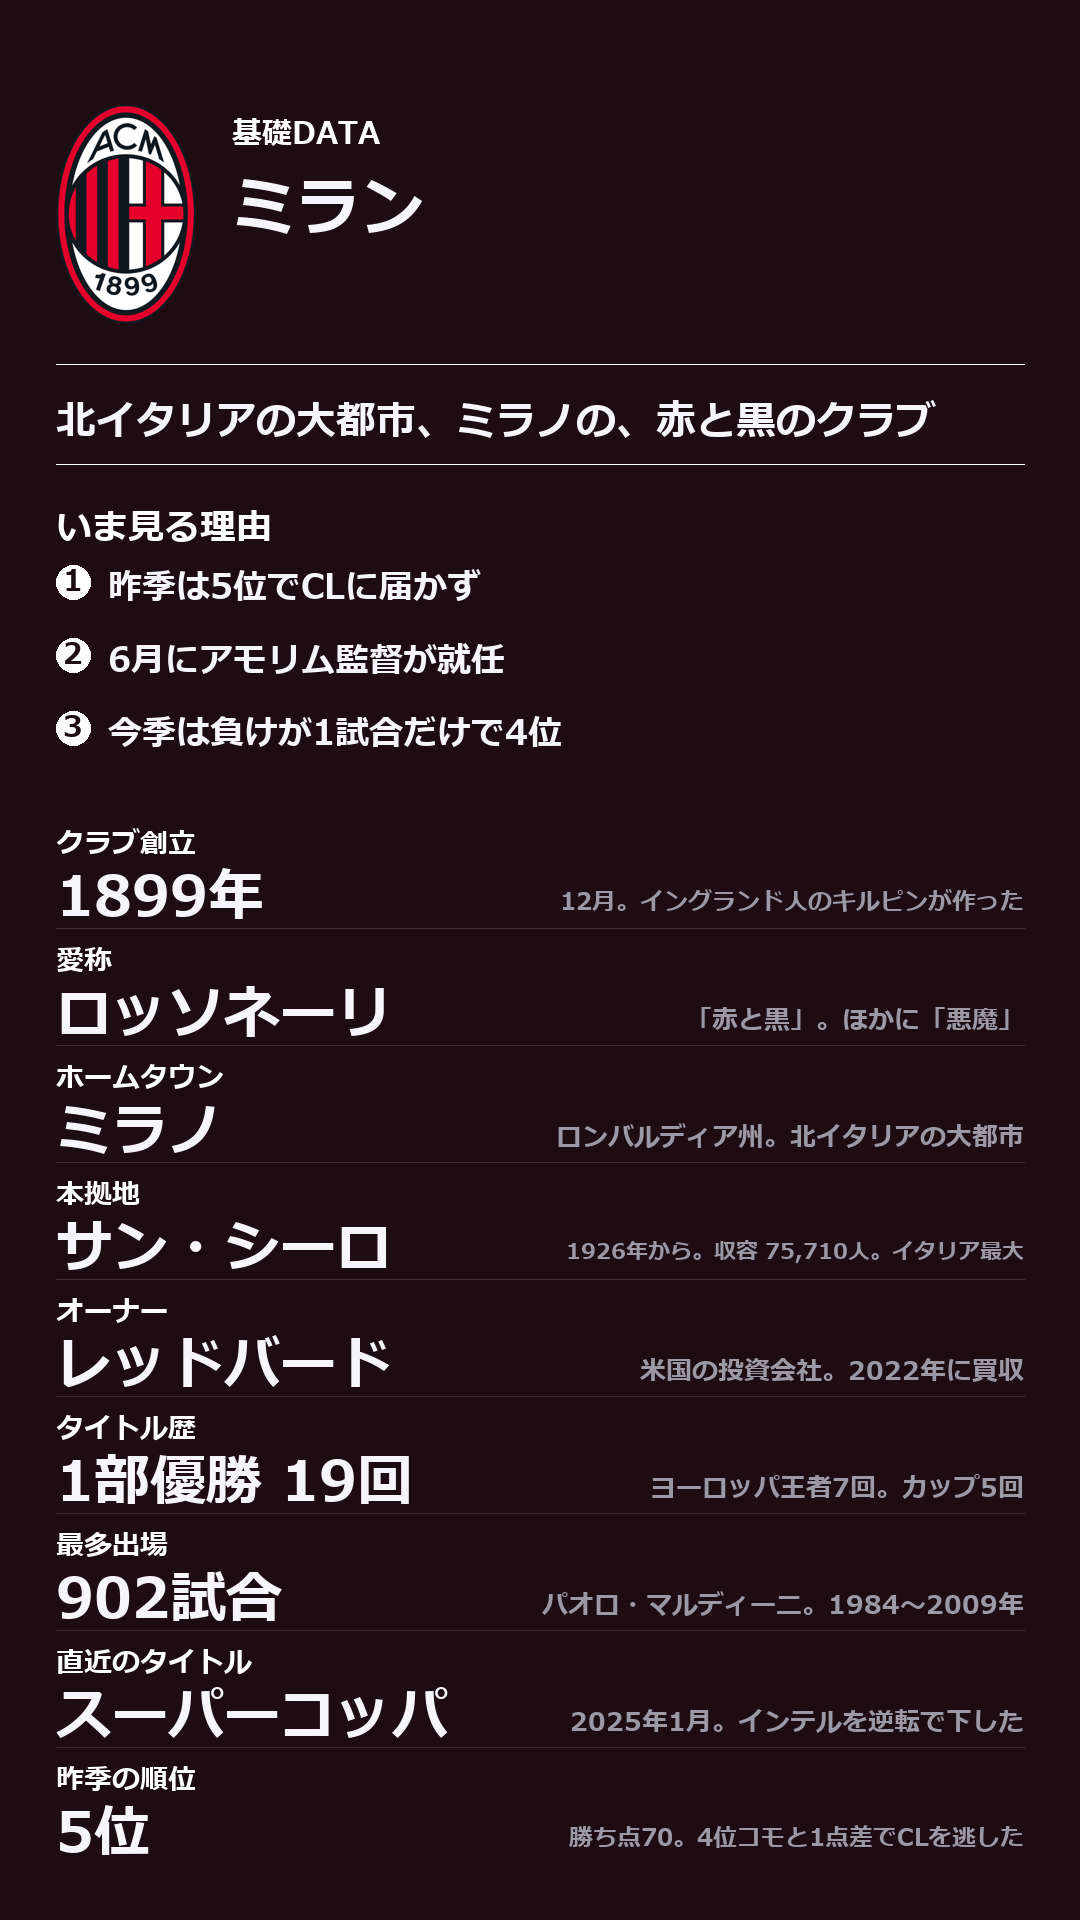 ACM
1899
基礎DATA
ミラン
北イタリアの大都市、ミラノの、赤と黒のクラブ
いま見る理由
1 昨季は5位でCLに届かず
2 6月にアモリム監督が就任
3 今季は負けが1試合だけで4位
クラブ創立
1899年 12月。イングランド人のキルピンが作った
愛称
ロッソネーリ 「赤と黒」。ほかに「悪魔」
ホームタウン
ミラノ ロンバルディア州。北イタリアの大都市
本拠地
サン・シーロ 1926年から。収容 75,710人。イタリア最大
オーナー
レッドバード 米国の投資会社。2022年に買収
タイトル歴
1部優勝 19回 ヨーロッパ王者7回。カップ5回
最多出場
902試合 パオロ・マルディーニ。1984〜2009年
直近のタイトル
スーパーコッパ 2025年1月。インテルを逆転で下した
昨季の順位
5位 勝ち点70。4位コモと1点差でCLを逃した